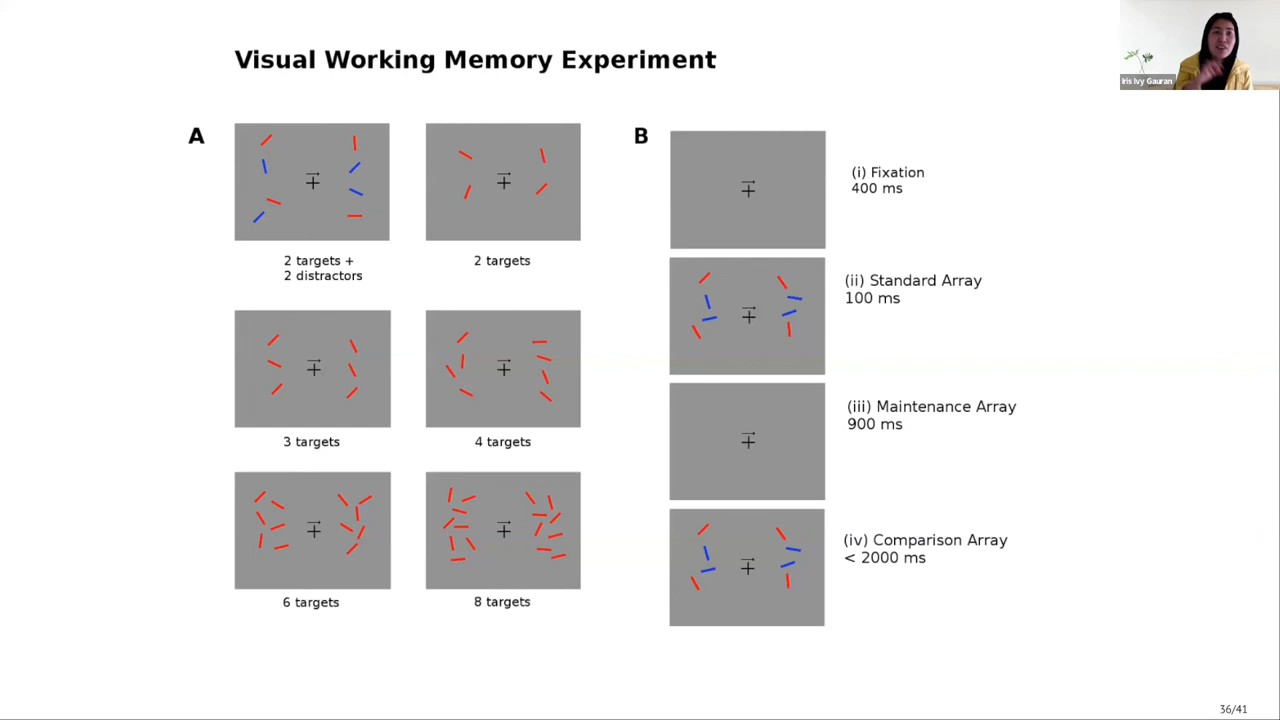 Visual Working Memory Experiment
Iris Ivy Gauran
A
B
2 targets +
2 distractors
2 targets
3 targets
4 targets
6 targets
8 targets
(i) Fixation
400 ms
(ii) Standard Array
100 ms
(iii) Maintenance Array
900 ms
(iv) Comparison Array
< 2000 ms
36/41